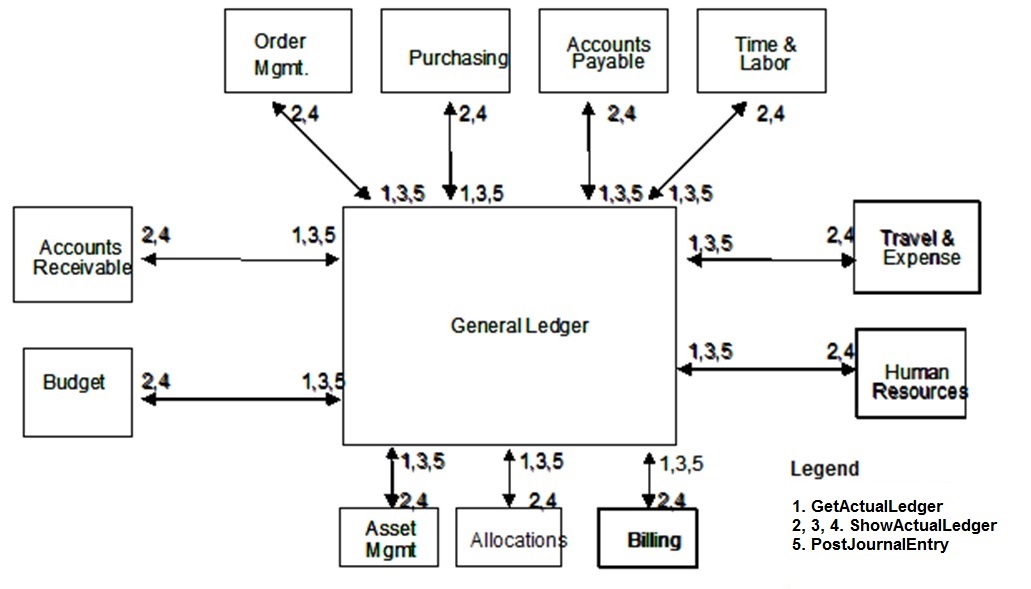 Order
Mgmt.
Purchasing
Accounts
Payable
Time &
Labor
2,4
2,4
2,4
2,4
1,3,5
1,3,5
1,3,5
1,3,5
Accounts
Receivable
2,4
1,3,5
1,3,5
2,4
Travel &
Expense
General Ledger
Budget
2,4
1,3,5
1,3,5
2,4
Human
Resources
1,3,5
1,3,5
1,3,5
2,4
2,4
2,4
Asset
Mgmt
Allocations
Billing
Legend
1. GetActualLedger
2, 3, 4. ShowActualLedger
5. PostJournalEntry